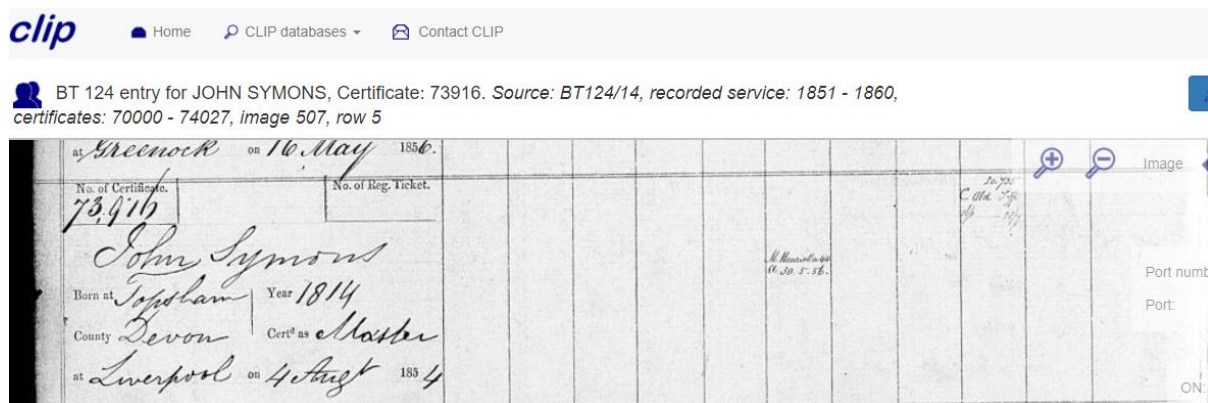 clip Home CLIP databases Contact CLIP
BT 124 entry for JOHN SYMONS, Certificate: 73916. Source: BT124/14, recorded service: 1851 - 1860,
certificates: 70000 - 74027, image 507, row 5
at Greenock on 16 May 1856.
Image
No. of Certificate. No. of Reg. Ticket.
73,916
John Symons
Born at Topsham Year 1814
Port numb
County Devon Certd as Master
Port:
at Liverpool on 4 Augt 1854
ON: